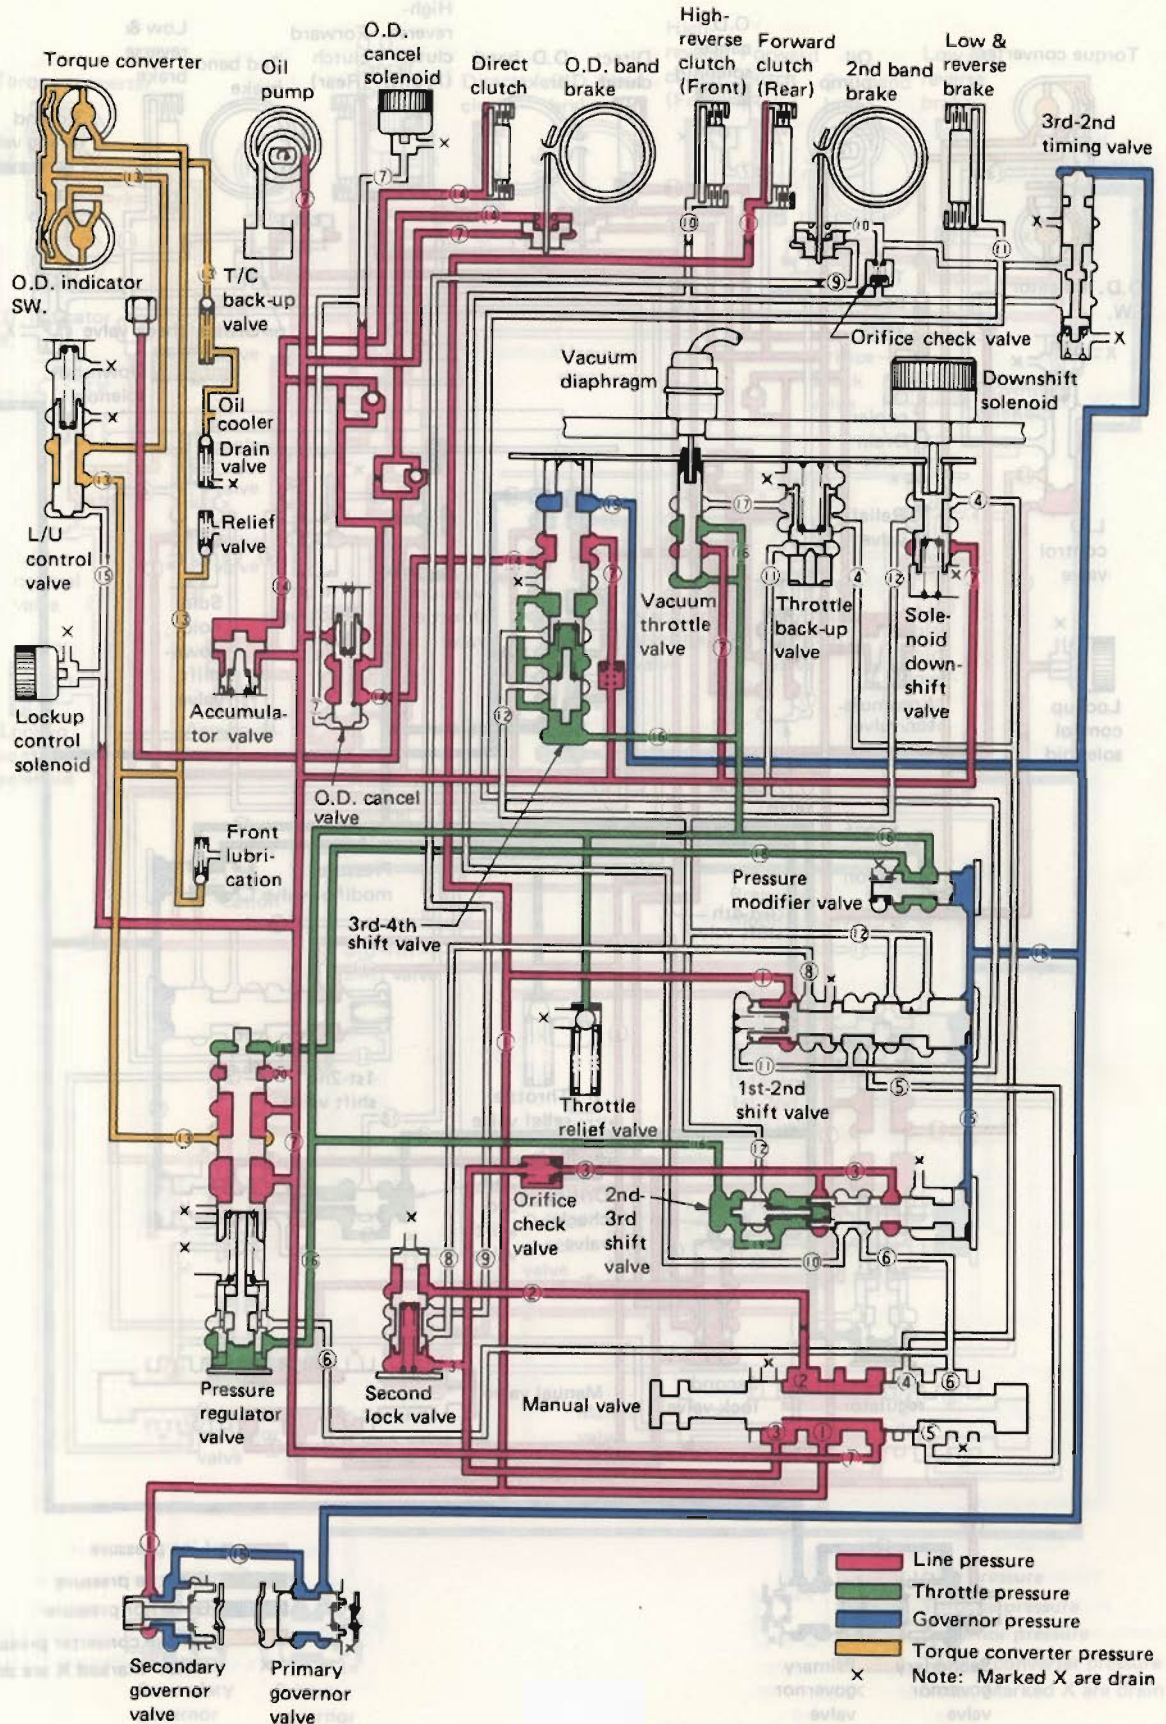 Torque converter
Oil
pump
O.D.
cancel
solenoid
Direct
clutch
O.D. band
brake
High-
reverse
clutch
(Front)
Forward
clutch
(Rear)
2nd band
brake
Low &
reverse
brake
3rd-2nd
timing valve
O.D. indicator
SW.
T/C
back-up
valve
Oil
cooler
Drain
valve
Relief
valve
L/U
control
valve
Lockup
control
solenoid
Accumula-
tor valve
O.D. cancel
valve
Front
lubri-
cation
Vacuum
diaphragm
Orifice check valve
Downshift
solenoid
Vacuum
throttle
valve
Throttle
back-up
valve
Sole-
noid
down-
shift
valve
3rd-4th
shift valve
Pressure
modifier valve
Throttle
relief valve
1st-2nd
shift valve
Orifice
check
valve
2nd-
3rd
shift
valve
Pressure
regulator
valve
Second
lock valve
Manual valve
Secondary
governor
valve
Primary
governor
valve
Line pressure
Throttle pressure
Governor pressure
Torque converter pressure
× Note: Marked X are drain